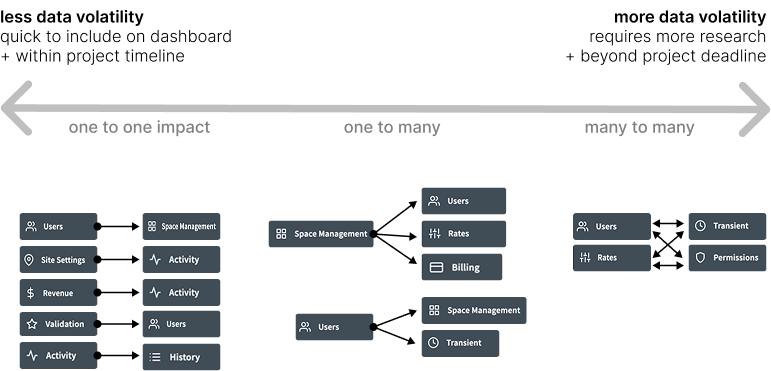 less data volatility
quick to include on dashboard
+ within project timeline
more data volatility
requires more research
+ beyond project deadline
one to one impact
one to many
many to many
Users
Space Management
Site Settings
Activity
Revenue
Activity
Validation
Users
Activity
History
Space Management
Users
Rates
Billing
Users
Space Management
Transient
Users
Transient
Rates
Permissions